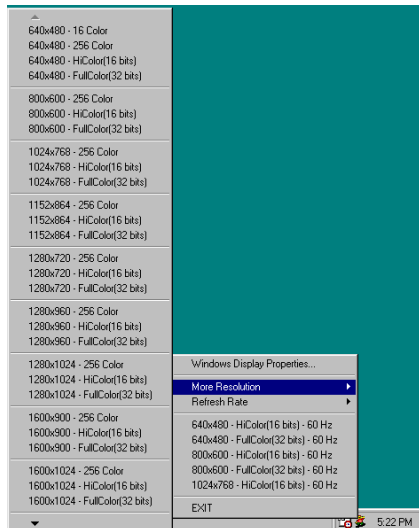 640x480 - 16 Color
640x480 - 256 Color
640x480 - HiColor(16 bits)
640x480 - FullColor(32 bits)
800x600 - 256 Color
800x600 - HiColor(16 bits)
800x600 - FullColor(32 bits)
1024x768 - 256 Color
1024x768 - HiColor(16 bits)
1024x768 - FullColor(32 bits)
1152x864 - 256 Color
1152x864 - HiColor(16 bits)
1152x864 - FullColor(32 bits)
1280x720 - 256 Color
1280x720 - HiColor(16 bits)
1280x720 - FullColor(32 bits)
1280x960 - 256 Color
1280x960 - HiColor(16 bits)
1280x960 - FullColor(32 bits)
1280x1024 - 256 Color
1280x1024 - HiColor(16 bits)
1280x1024 - FullColor(32 bits)
1600x900 - 256 Color
1600x900 - HiColor(16 bits)
1600x900 - FullColor(32 bits)
1600x1024 - 256 Color
1600x1024 - HiColor(16 bits)
1600x1024 - FullColor(32 bits)
Windows Display Properties...
More Resolution
Refresh Rate
640x480 - HiColor(16 bits) - 60 Hz
640x480 - FullColor(32 bits) - 60 Hz
800x600 - HiColor(16 bits) - 60 Hz
800x600 - FullColor(32 bits) - 60 Hz
1024x768 - HiColor(16 bits) - 60 Hz
EXIT
5:22 PM